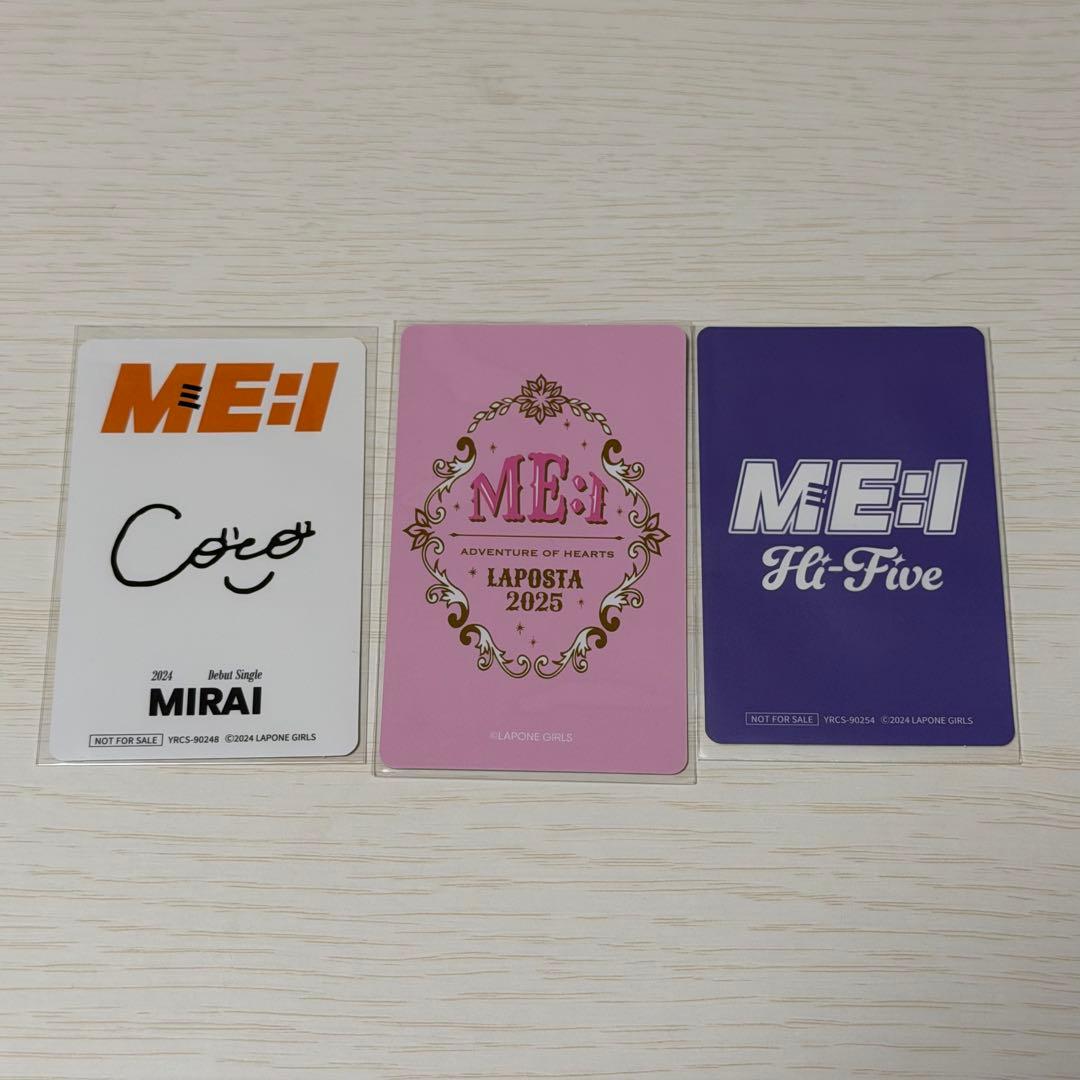 ME:I
Coco
2024 Debut Single
MIRAI
NOT FOR SALE YRCS-90248 ©2024 LAPONE GIRLS
ME:I
ADVENTURE OF HEARTS
LAPOSTA
2025
©LAPONE GIRLS
ME:I
Hi-Five
NOT FOR SALE YRCS-90254 ©2024 LAPONE GIRLS